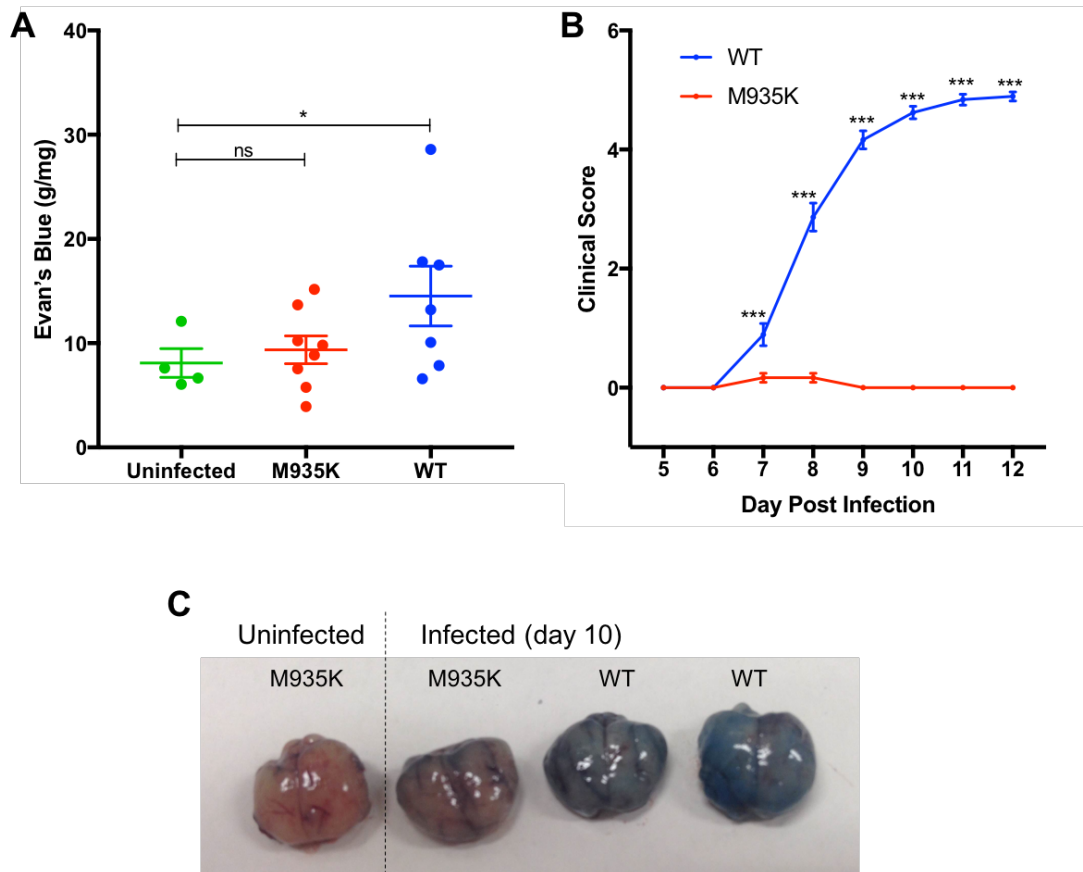 A
40
30
20
10
0
Evan's Blue (g/mg)
*
ns
Uninfected M935K WT
B
6
4
2
0
Clinical Score
WT
M935K
*** *** *** *** *** ***
5 6 7 8 9 10 11 12
Day Post Infection
C
Uninfected Infected (day 10)
M935K M935K WT WT